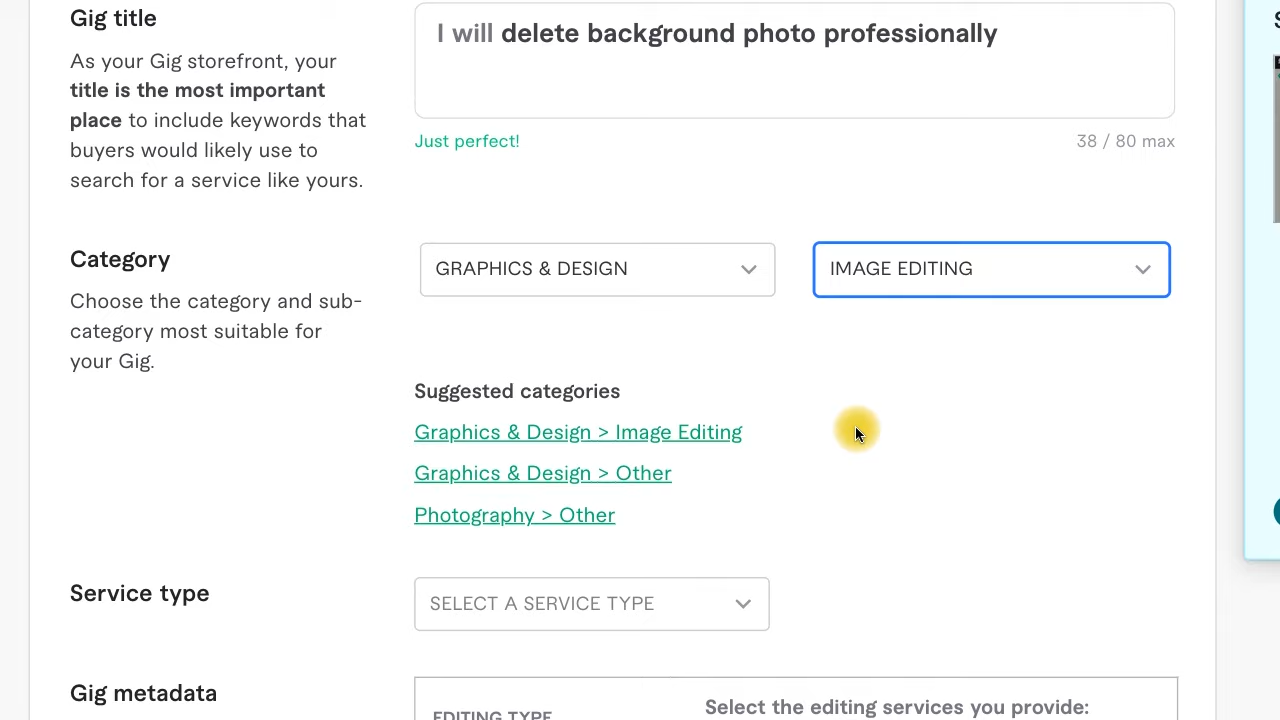 Gig title
I will delete background photo professionally
As your Gig storefront, your
title is the most important
place to include keywords that
buyers would likely use to
search for a service like yours.
Just perfect!
38 / 80 max
Category
GRAPHICS & DESIGN
IMAGE EDITING
Choose the category and sub-
category most suitable for
your Gig.
Suggested categories
Graphics & Design > Image Editing
Graphics & Design > Other
Photography > Other
Service type
SELECT A SERVICE TYPE
Gig metadata
EDITING TYPE
Select the editing services you provide: